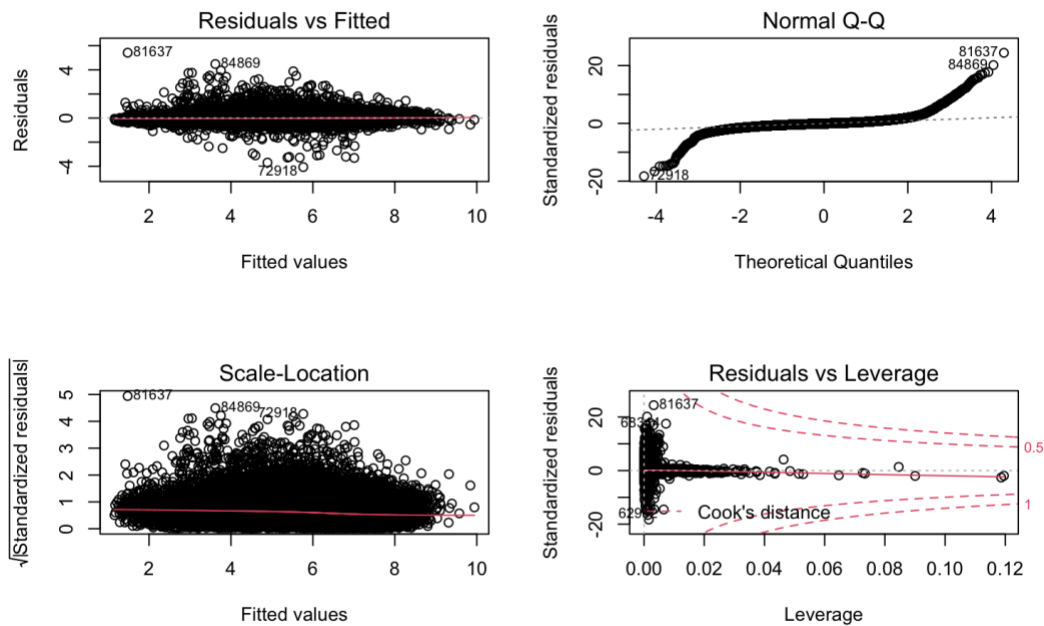 Residuals vs Fitted
Residuals
4
0
-4
81637
84869
72918
2 4 6 8 10
Fitted values
Normal Q-Q
Standardized residuals
20
0
-20
81637
84869
72918
-4 -2 0 2 4
Theoretical Quantiles
Scale-Location
√|Standardized residuals|
5
4
3
2
1
0
81637
84869
72918
2 4 6 8 10
Fitted values
Residuals vs Leverage
Standardized residuals
20
0
-20
81637
0.5
1
Cook's distance
0.00 0.02 0.04 0.06 0.08 0.10 0.12
Leverage